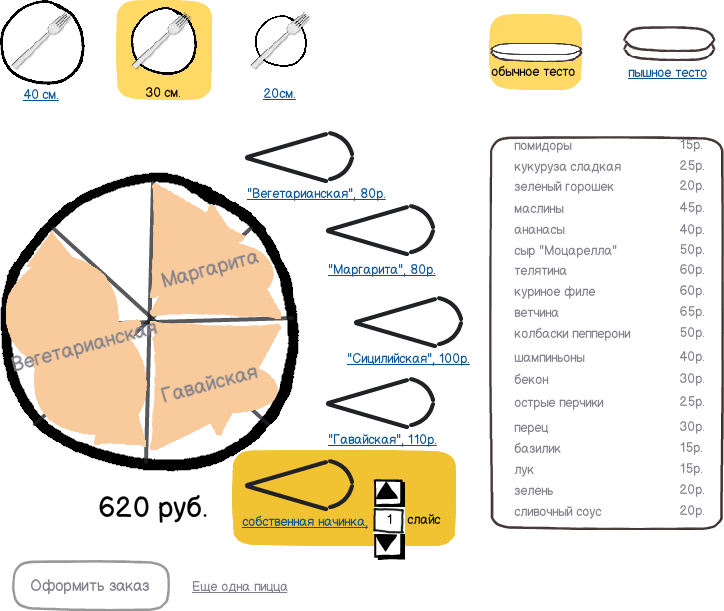 40 см.
30 см.
20см.
обычное тесто
пышное тесто
"Вегетарианская", 80р.
"Маргарита", 80р.
"Сицилийская", 100р.
"Гавайская", 110р.
собственная начинка,
1
слайс
Маргарита
Вегетарианская
Гавайская
620 руб.
помидоры 15р.
кукуруза сладкая 25р.
зеленый горошек 20р.
маслины 45р.
ананасы 40р.
сыр "Моцарелла" 50р.
телятина 60р.
куриное филе 60р.
ветчина 65р.
колбаски пепперони 50р.
шампиньоны 40р.
бекон 30р.
острые перчики 25р.
перец 30р.
базилик 15р.
лук 15р.
зелень 20р.
сливочный соус 20р.
Оформить заказ
Еще одна пицца